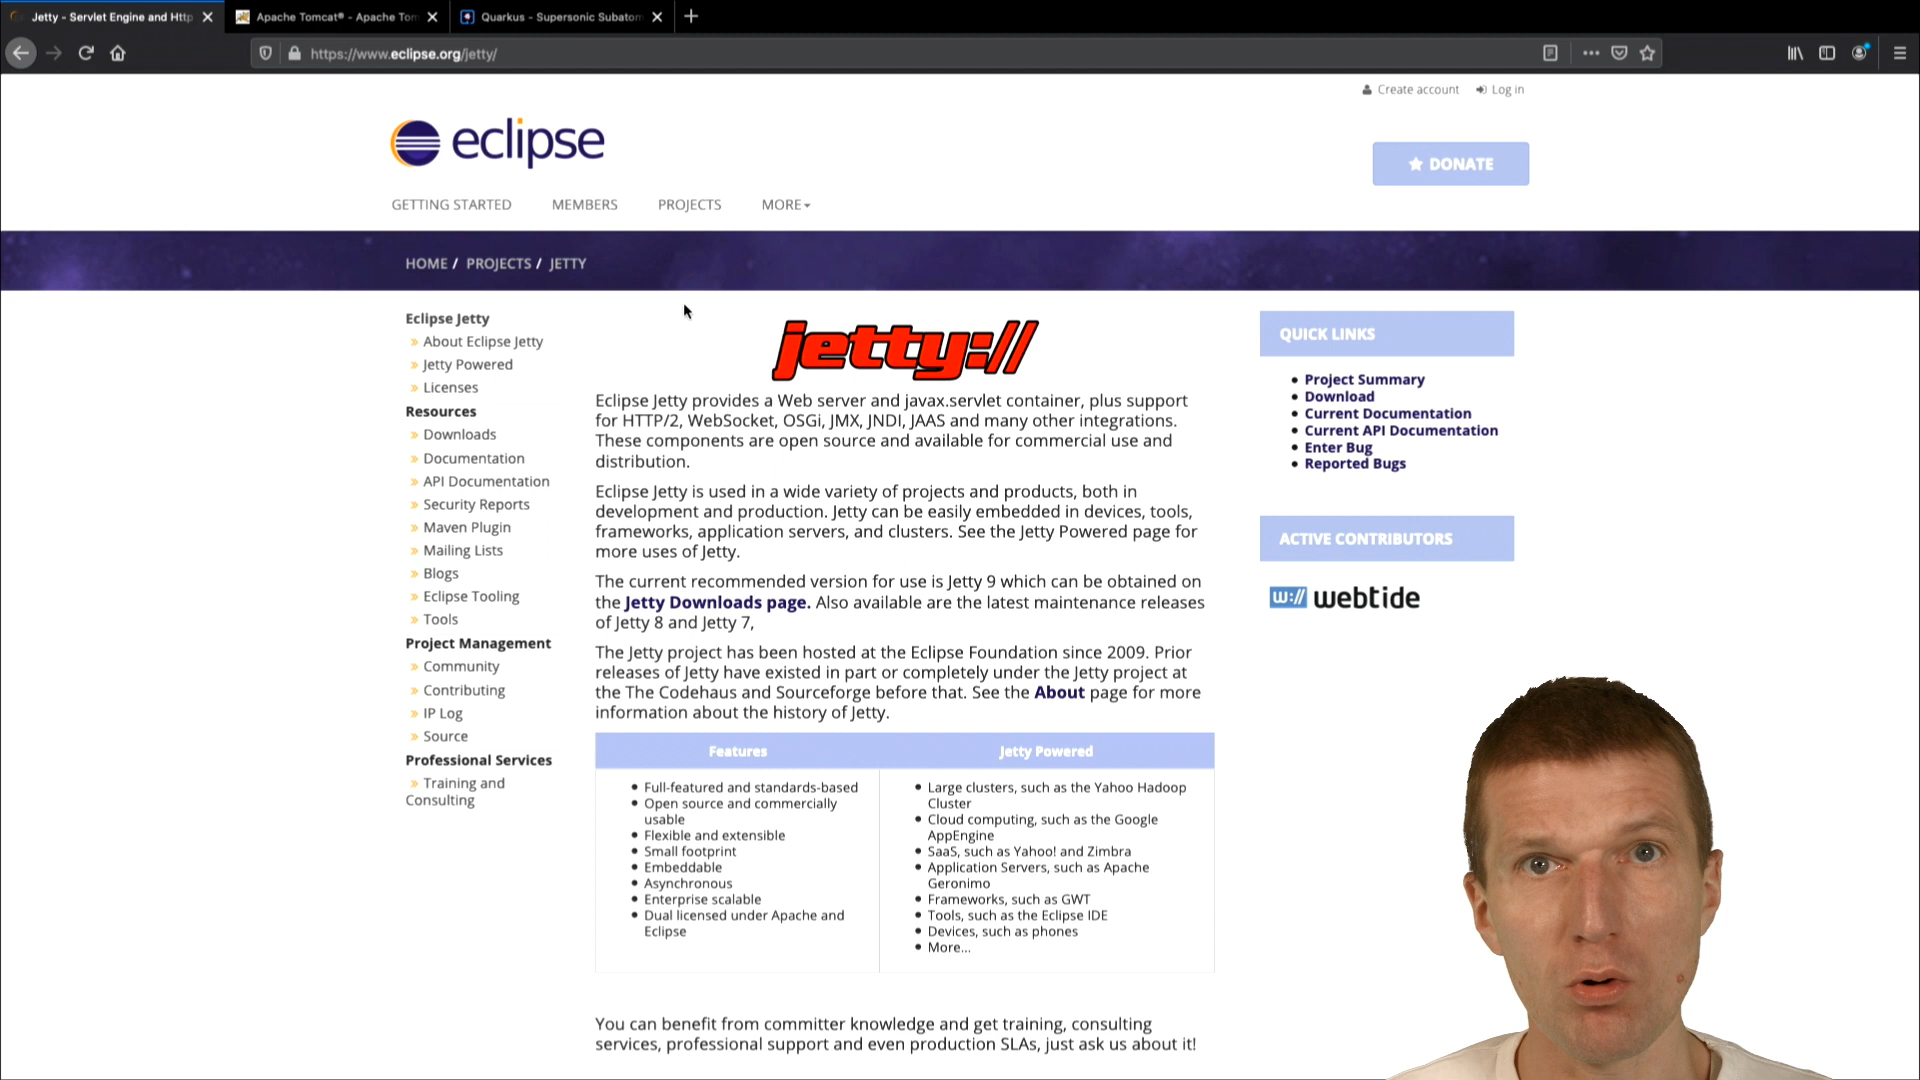 Jetty - Servlet Engine and Http
Apache Tomcat® - Apache Tom
Quarkus - Supersonic Subatom
https://www.eclipse.org/jetty/
Create account
Log in
eclipse
DONATE
GETTING STARTED
MEMBERS
PROJECTS
MORE
HOME / PROJECTS / JETTY
Eclipse Jetty
» About Eclipse Jetty
» Jetty Powered
» Licenses
Resources
» Downloads
» Documentation
» API Documentation
» Security Reports
» Maven Plugin
» Mailing Lists
» Blogs
» Eclipse Tooling
» Tools
Project Management
» Community
» Contributing
» IP Log
» Source
Professional Services
» Training and
Consulting
jetty://
Eclipse Jetty provides a Web server and javax.servlet container, plus support
for HTTP/2, WebSocket, OSGi, JMX, JNDI, JAAS and many other integrations.
These components are open source and available for commercial use and
distribution.
Eclipse Jetty is used in a wide variety of projects and products, both in
development and production. Jetty can be easily embedded in devices, tools,
frameworks, application servers, and clusters. See the Jetty Powered page for
more uses of Jetty.
The current recommended version for use is Jetty 9 which can be obtained on
the Jetty Downloads page. Also available are the latest maintenance releases
of Jetty 8 and Jetty 7,
The Jetty project has been hosted at the Eclipse Foundation since 2009. Prior
releases of Jetty have existed in part or completely under the Jetty project at
the The Codehaus and Sourceforge before that. See the About page for more
information about the history of Jetty.
Features
• Full-featured and standards-based
• Open source and commercially
usable
• Flexible and extensible
• Small footprint
• Embeddable
• Asynchronous
• Enterprise scalable
• Dual licensed under Apache and
Eclipse
Jetty Powered
• Large clusters, such as the Yahoo Hadoop
Cluster
• Cloud computing, such as the Google
AppEngine
• SaaS, such as Yahoo! and Zimbra
• Application Servers, such as Apache
Geronimo
• Frameworks, such as GWT
• Tools, such as the Eclipse IDE
• Devices, such as phones
• More...
You can benefit from committer knowledge and get training, consulting
services, professional support and even production SLAs, just ask us about it!
QUICK LINKS
• Project Summary
• Download
• Current Documentation
• Current API Documentation
• Enter Bug
• Reported Bugs
ACTIVE CONTRIBUTORS
w:// webtide